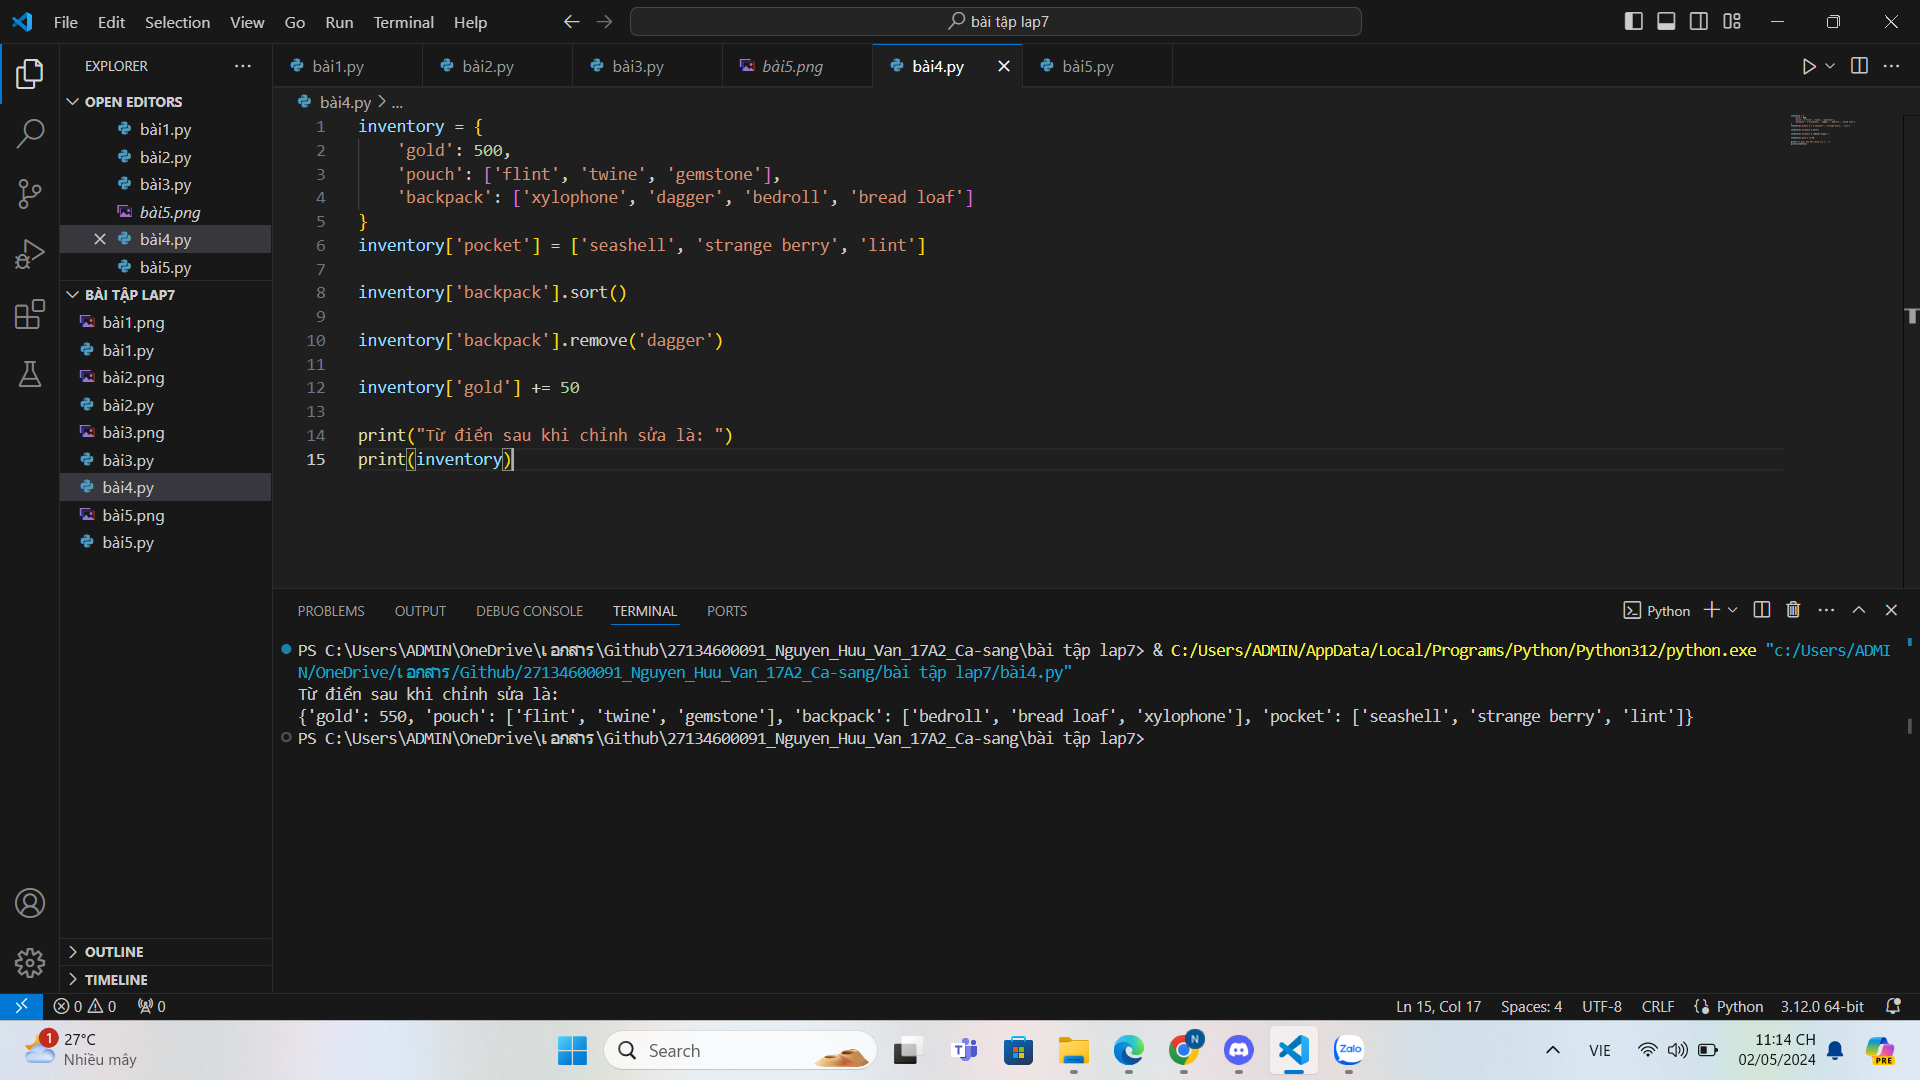 File Edit Selection View Go Run Terminal Help
bài tập lap7
EXPLORER
OPEN EDITORS
bài1.py
bài2.py
bài3.py
bài5.png
bài4.py
bài5.py
BÀI TẬP LAP7
bài1.png
bài1.py
bài2.png
bài2.py
bài3.png
bài3.py
bài4.py
bài5.png
bài5.py
OUTLINE
TIMELINE
bài1.py bài2.py bài3.py bài5.png bài4.py bài5.py
bài4.py > ...
1 inventory = {
2 'gold': 500,
3 'pouch': ['flint', 'twine', 'gemstone'],
4 'backpack': ['xylophone', 'dagger', 'bedroll', 'bread loaf']
5 }
6 inventory['pocket'] = ['seashell', 'strange berry', 'lint']
7
8 inventory['backpack'].sort()
9
10 inventory['backpack'].remove('dagger')
11
12 inventory['gold'] += 50
13
14 print("Từ điển sau khi chỉnh sửa là: ")
15 print(inventory)
PROBLEMS OUTPUT DEBUG CONSOLE TERMINAL PORTS
Python
PS C:\Users\ADMIN\OneDrive\เอกสาร\Github\27134600091_Nguyen_Huu_Van_17A2_Ca-sang\bài tập lap7> & C:/Users/ADMIN/AppData/Local/Programs/Python/Python312/python.exe "c:/Users/ADMI
N/OneDrive/เอกสาร/Github/27134600091_Nguyen_Huu_Van_17A2_Ca-sang/bài tập lap7/bài4.py"
Từ điển sau khi chỉnh sửa là:
{'gold': 550, 'pouch': ['flint', 'twine', 'gemstone'], 'backpack': ['bedroll', 'bread loaf', 'xylophone'], 'pocket': ['seashell', 'strange berry', 'lint']}
PS C:\Users\ADMIN\OneDrive\เอกสาร\Github\27134600091_Nguyen_Huu_Van_17A2_Ca-sang\bài tập lap7>
0 0 0
Ln 15, Col 17 Spaces: 4 UTF-8 CRLF Python 3.12.0 64-bit
1
27°C
Nhiều mây
Search
N
Zalo
VIE
11:14 CH
02/05/2024
PRE